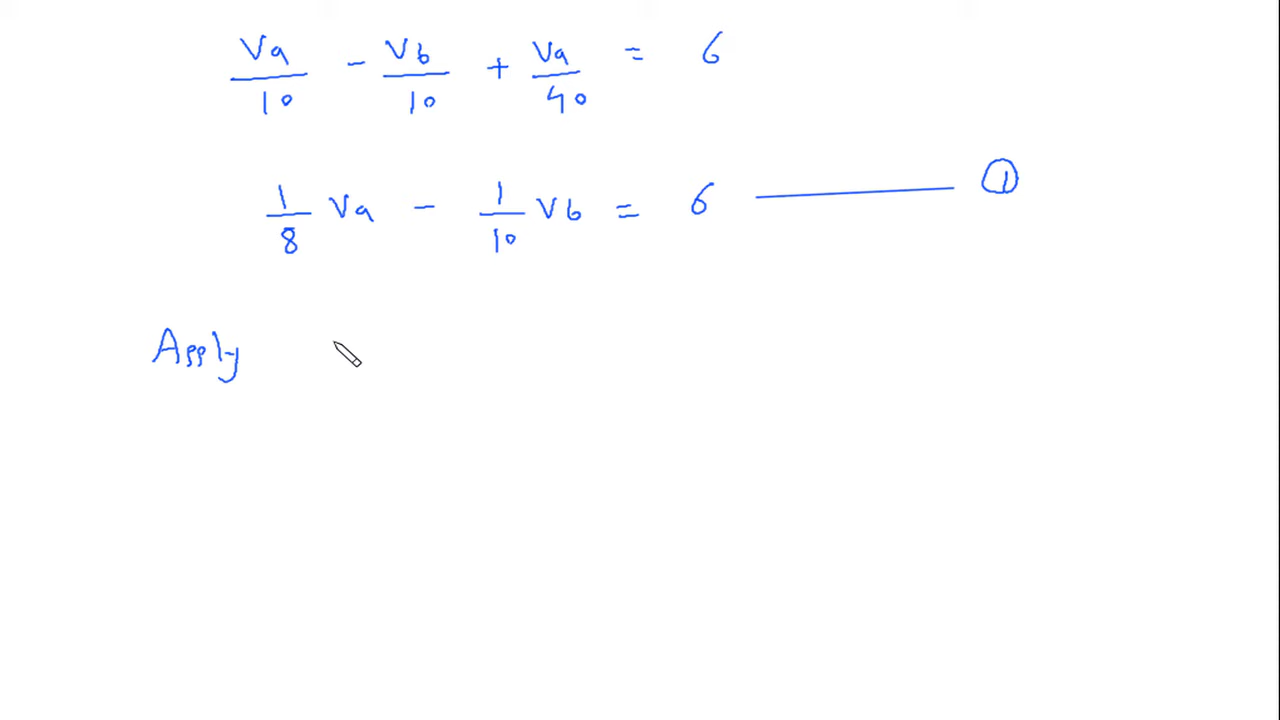 Va/10 - Vb/10 + Va/40 = 6
1/8 Va - 1/10 Vb = 6 ——— ①
Apply